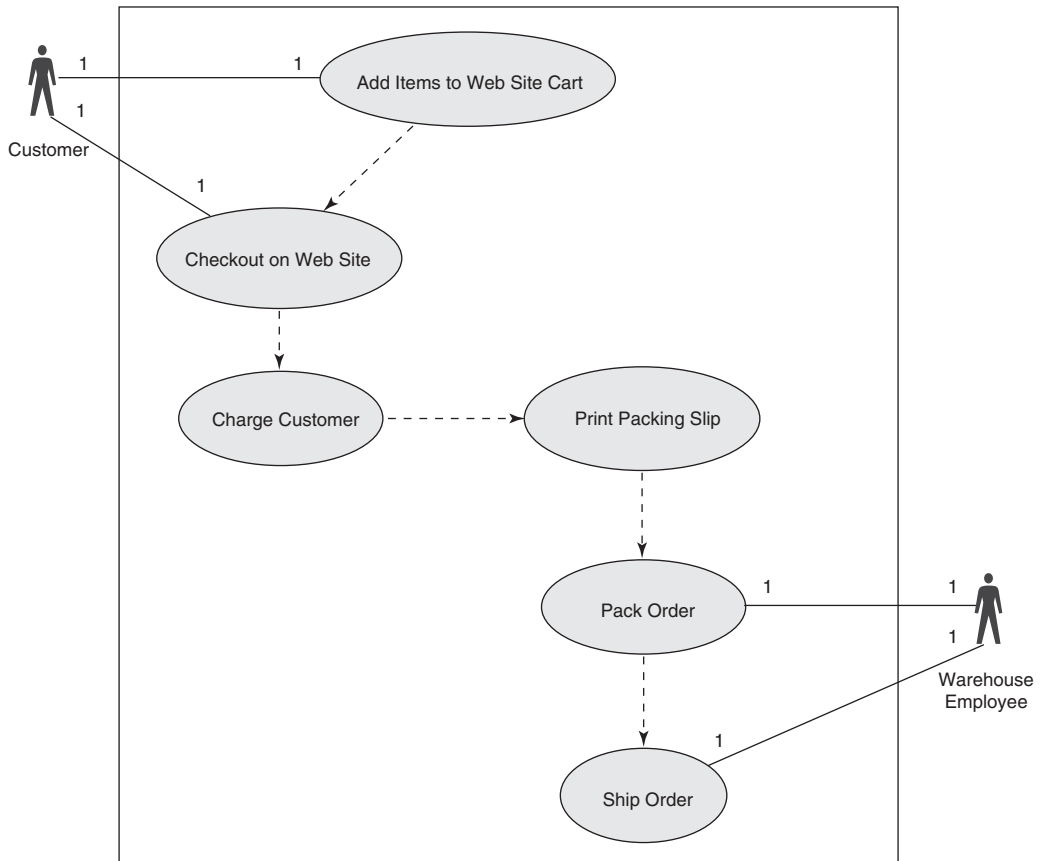 1
1
Add Items to Web Site Cart
1
Customer
1
Checkout on Web Site
Charge Customer
Print Packing Slip
1
1
Pack Order
1
Warehouse
Employee
1
Ship Order